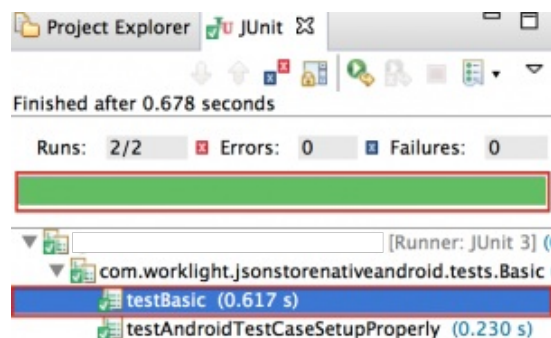 Project Explorer JUnit
Finished after 0.678 seconds
Runs: 2/2 Errors: 0 Failures: 0
[Runner: JUnit 3] (
com.worklight.jsonstorenativeandroid.tests.Basic
testBasic (0.617 s)
testAndroidTestCaseSetupProperly (0.230 s)